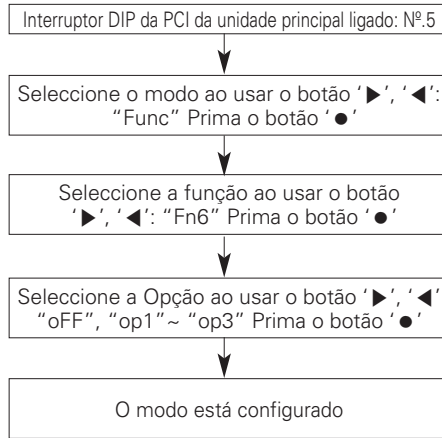 Interruptor DIP da PCI da unidade principal ligado: Nº.5
Seleccione o modo ao usar o botão ‘▶’, ‘◀’:
“Func” Prima o botão ‘●’
Seleccione a função ao usar o botão
‘▶’, ‘◀’: “Fn6” Prima o botão ‘●’
Seleccione a Opção ao usar o botão ‘▶’, ‘◀’
“oFF”, “op1”~ “op3” Prima o botão ‘●’
O modo está configurado